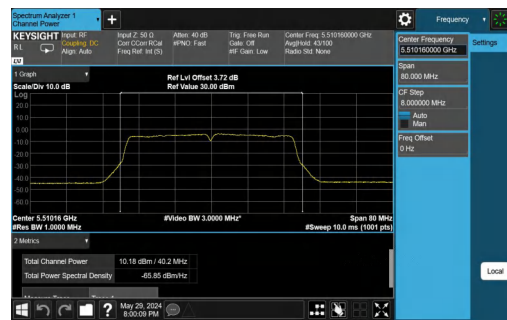 Spectrum Analyzer 1
Channel Power
Frequency
KEYSIGHT
Input: RF
Coupling: DC
Align: Auto
R L
LXI
Input Z: 50 Ω
Corr CCorr RCal
Freq Ref: Int (S)
Atten: 40 dB
#PNO: Fast
Trig: Free Run
Gate: Off
#IF Gain: Low
Center Freq: 5.510160000 GHz
Avg|Hold: 43/100
Radio Std: None
Center Frequency
5.510160000 GHz
Settings
Span
80.000 MHz
CF Step
8.000000 MHz
Auto
Man
Freq Offset
0 Hz
Local
1 Graph
Scale/Div 10.0 dB
Ref Lvl Offset 3.72 dB
Ref Value 30.00 dBm
Log
20.0
10.0
0.00
-10.0
-20.0
-30.0
-40.0
-50.0
-60.0
Center 5.51016 GHz
#Video BW 3.0000 MHz*
Span 80 MHz
#Res BW 1.0000 MHz
#Sweep 10.0 ms (1001 pts)
2 Metrics
Total Channel Power 10.18 dBm / 40.2 MHz
Total Power Spectral Density -65.85 dBm/Hz
May 29, 2024
8:00:09 PM